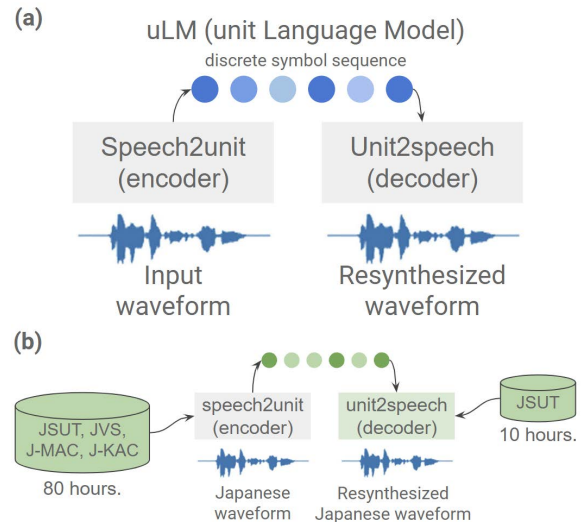 (a)
uLM (unit Language Model)
discrete symbol sequence
Speech2unit
(encoder)
Unit2speech
(decoder)
Input
waveform
Resynthesized
waveform
(b)
JSUT, JVS,
J-MAC, J-KAC
80 hours.
speech2unit
(encoder)
unit2speech
(decoder)
JSUT
10 hours.
Japanese
waveform
Resynthesized
Japanese waveform